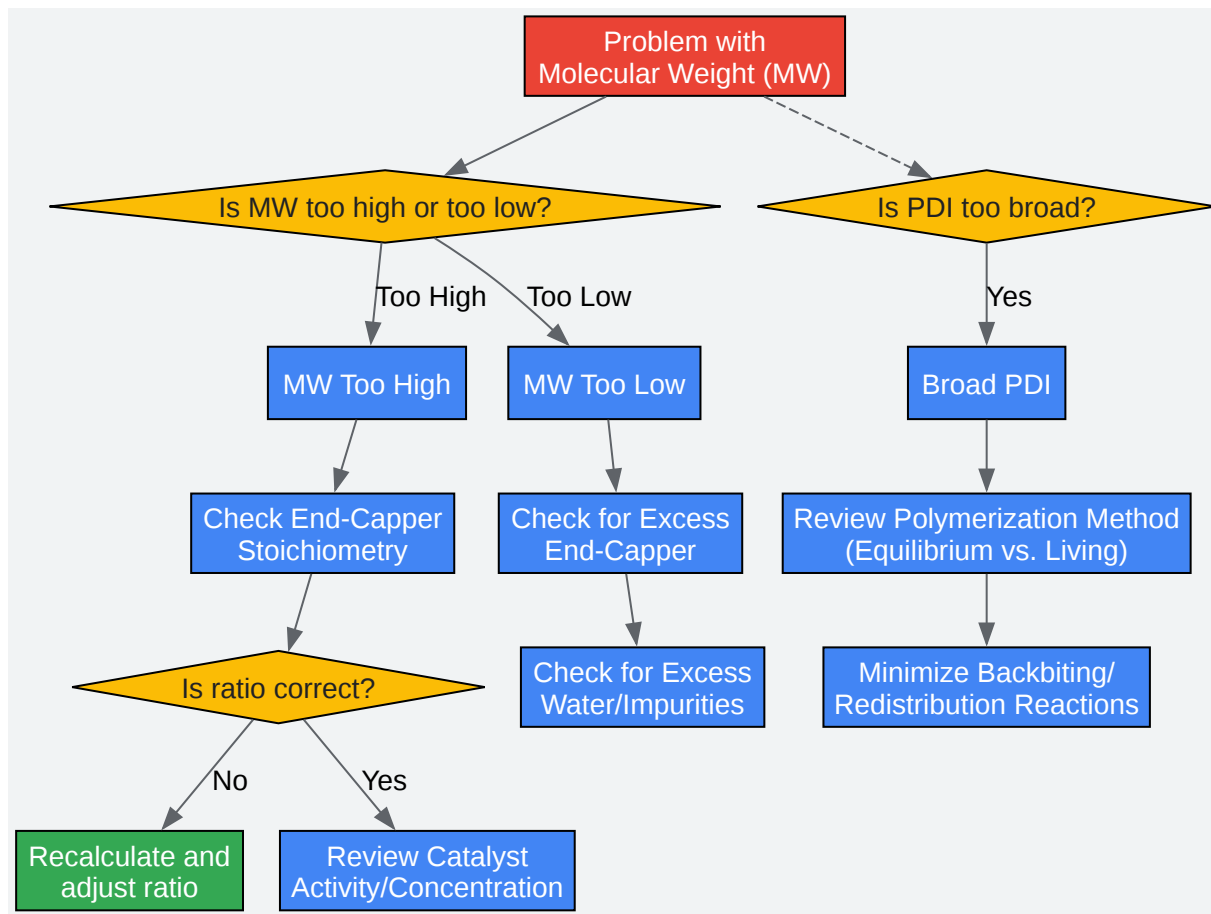 Problem with
Molecular Weight (MW)
Is MW too high or too low?
Is PDI too broad?
Too High
Too Low
Yes
MW Too High
MW Too Low
Broad PDI
Check End-Capper
Stoichiometry
Check for Excess
End-Capper
Review Polymerization Method
(Equilibrium vs. Living)
Is ratio correct?
Check for Excess
Water/Impurities
Minimize Backbiting/
Redistribution Reactions
No
Yes
Recalculate and
adjust ratio
Review Catalyst
Activity/Concentration